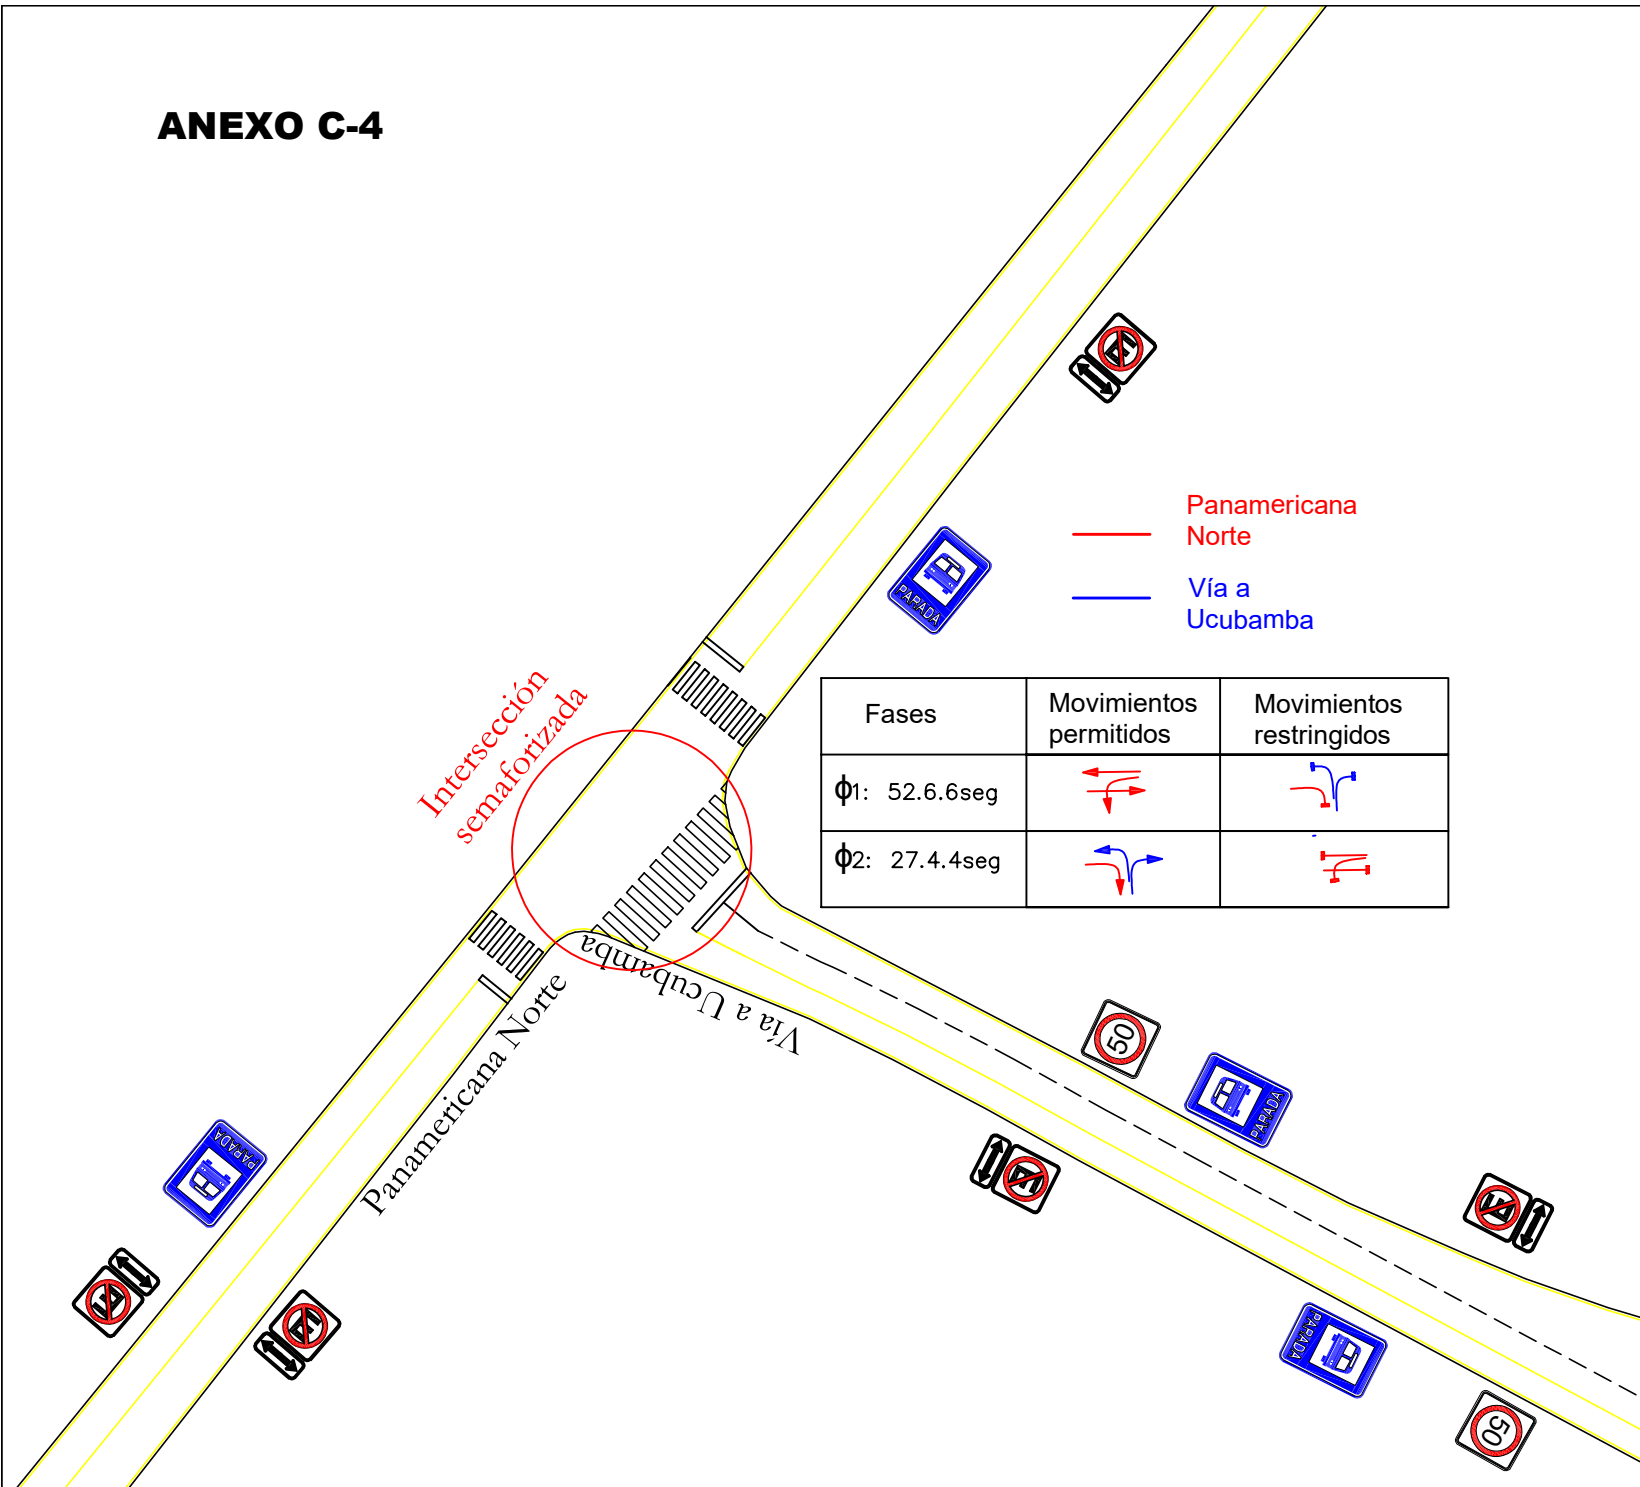 ANEXO C-4
E
PARADA
Panamericana
Norte
Vía a
Ucubamba
Intersección
semaforizada
Fases
Movimientos
permitidos
Movimientos
restringidos
ϕ1: 52.6.6seg
ϕ2: 27.4.4seg
Vía a Ucubamba
Panamericana Norte
50
PARADA
E
E
PARADA
E
E
PARADA
50